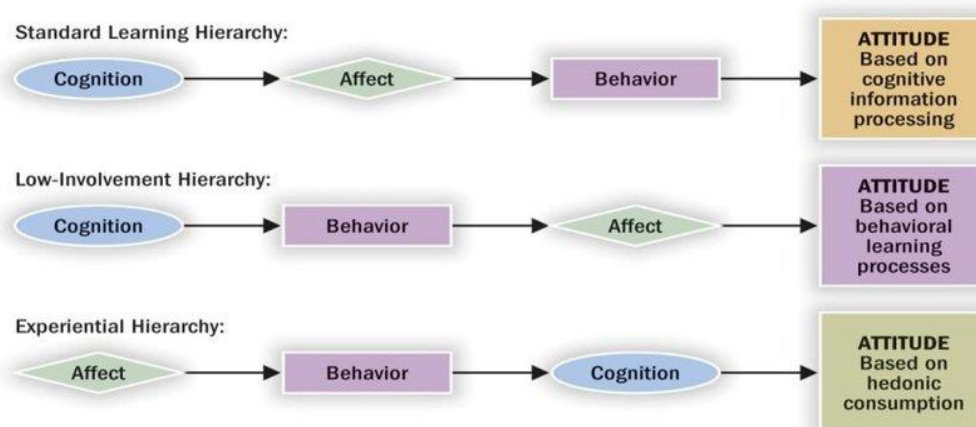 Standard Learning Hierarchy:
Cognition
Affect
Behavior
ATTITUDE
Based on
cognitive
information
processing
Low-Involvement Hierarchy:
Cognition
Behavior
Affect
ATTITUDE
Based on
behavioral
learning
processes
Experiential Hierarchy:
Affect
Behavior
Cognition
ATTITUDE
Based on
hedonic
consumption